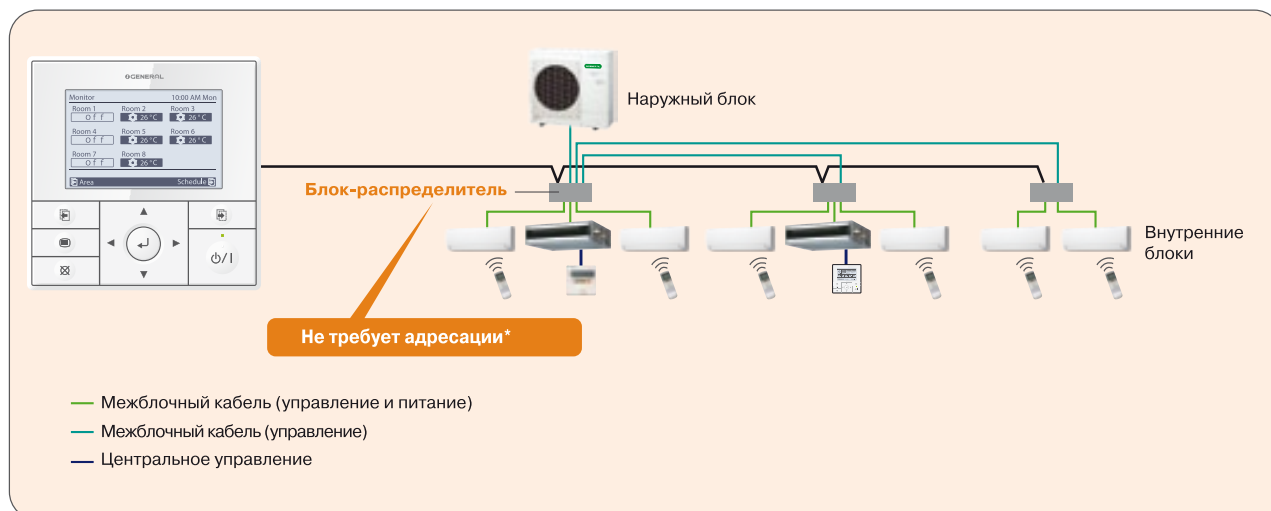 GENERAL
Monitor 10:00 AM Mon
Room 1 Room 2 Room 3
Off 26°C 26°C
Room 4 Room 5 Room 6
Off 26°C 26°C
Room 7 Room 8
Off 26°C
Area Schedule
Наружный блок
Блок-распределитель
Внутренние
блоки
Не требует адресации*
Межблочный кабель (управление и питание)
Межблочный кабель (управление)
Центральное управление